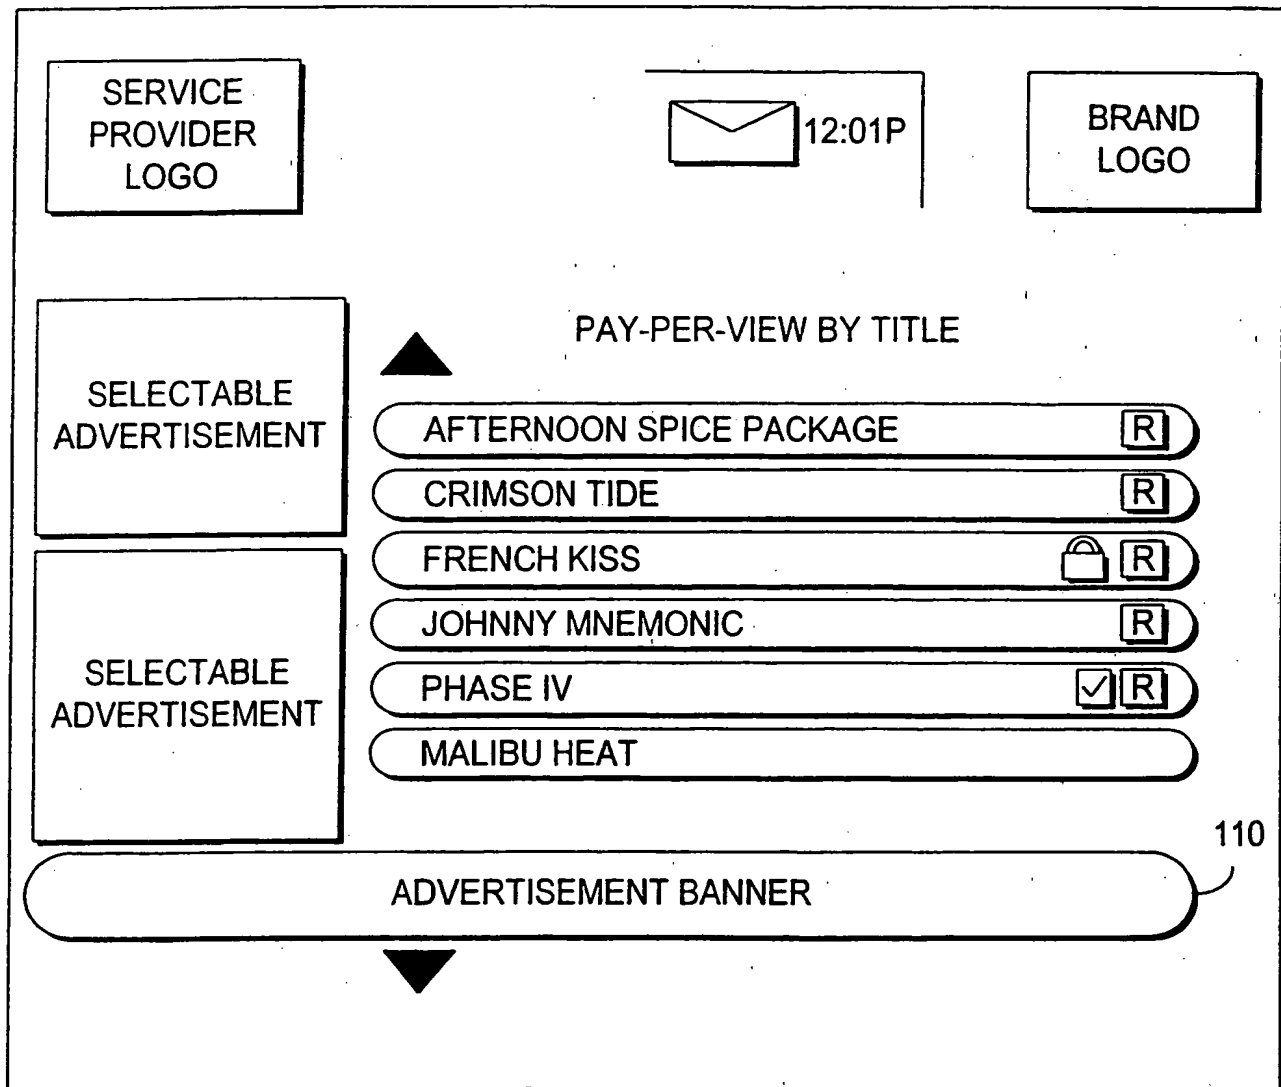 SERVICE
PROVIDER
LOGO
12:01P
BRAND
LOGO
SELECTABLE
ADVERTISEMENT
PAY-PER-VIEW BY TITLE
AFTERNOON SPICE PACKAGE R
CRIMSON TIDE R
FRENCH KISS R
JOHNNY MNEMONIC R
PHASE IV R
MALIBU HEAT
SELECTABLE
ADVERTISEMENT
110
ADVERTISEMENT BANNER